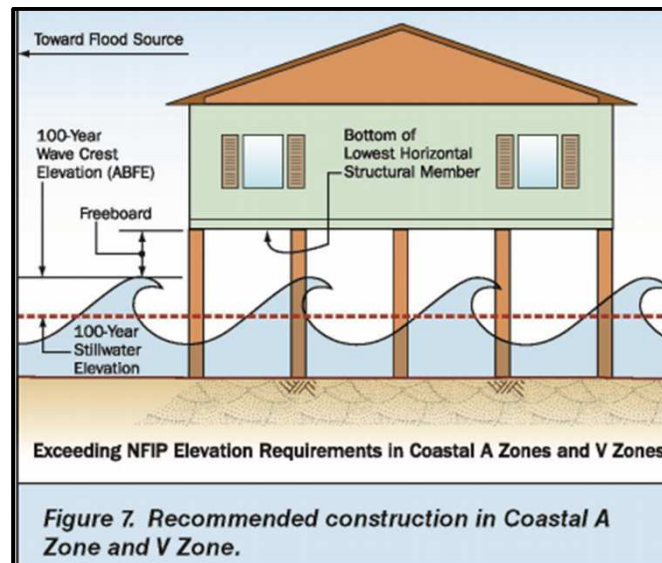 Toward Flood Source
100-Year
Wave Crest
Elevation (ABFE)
Bottom of
Lowest Horizontal
Structural Member
Freeboard
100-Year
Stillwater
Elevation
Exceeding NFIP Elevation Requirements in Coastal A Zones and V Zones
Figure 7. Recommended construction in Coastal A
Zone and V Zone.